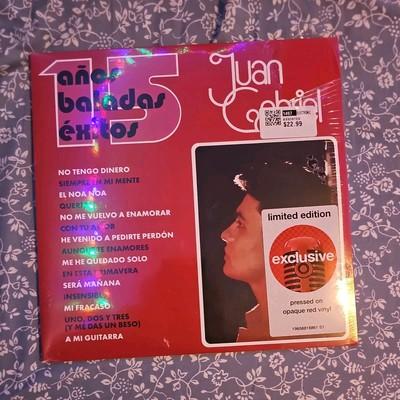 15
años
baladas
éxitos
Juan
Gabriel
$22.99
NO TENGO DINERO
SIEMPRE EN MI MENTE
EL NOA NOA
NO ME VUELVO A ENAMORAR
CON TU AMOR
HE VENIDO A PEDIRTE PERDÓN
AUNQUE TE ENAMORES
ME HE QUEDADO SOLO
EN ESTA PRIMAVERA
SERÁ MAÑANA
INSENSIBLE
MI FRACASO
UNO, DOS Y TRES
(Y ME DAS UN BESO)
A MI GUITARRA
limited edition
exclusive
pressed on
opaque red vinyl